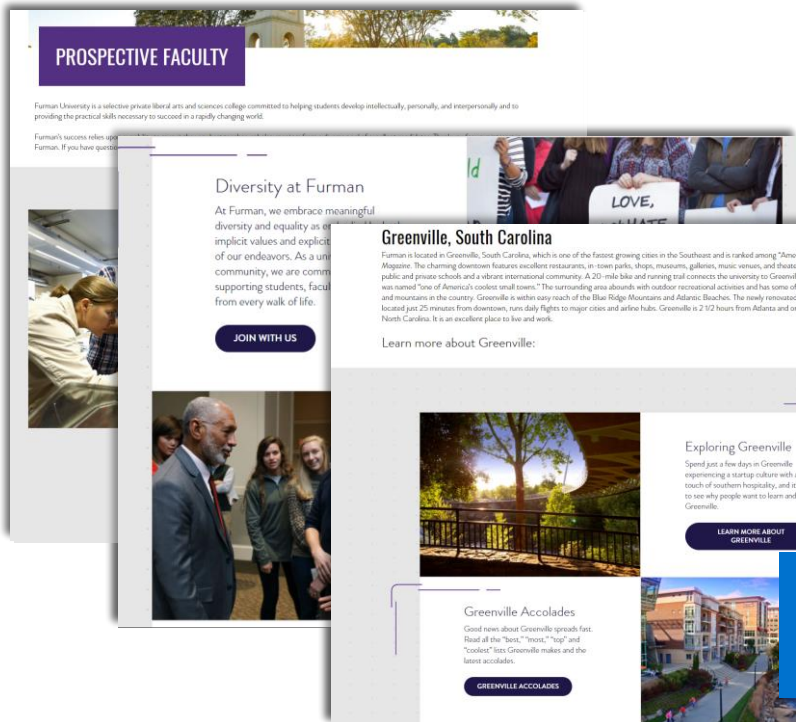 PROSPECTIVE FACULTY
Furman University is a selective private liberal arts and sciences college committed to helping students develop intellectually, personally, and interpersonally and to
providing the practical skills necessary to succeed in a rapidly changing world.
Furman's success relies upon
Furman. If you have
Diversity at Furman
At Furman, we embrace meaningful
diversity and equality as
implicit values and explicit
of our endeavors. As a
community, we are
supporting students,
from every walk of life.
JOIN WITH US
LOVE,
Greenville, South Carolina
Furman is located in Greenville, South Carolina, which is one of the fastest growing cities in the Southeast and is ranked among
Magazine. The charming downtown features excellent restaurants, in-town parks, shops, museums, galleries, music venues, and
public and private schools and a vibrant international community. A 20-mile bike and running trail connects the university to
was named "one of America's coolest small towns." The surrounding area abounds with outdoor recreational activities and has some of
and mountains in the country. Greenville is within easy reach of the Blue Ridge Mountains and Atlantic Beaches. The newly renovated
located just 25 minutes from downtown, runs daily flights to major cities and airline hubs. Greenville is 2 1/2 hours from Atlanta and
North Carolina. It is an excellent place to live and work.
Learn more about Greenville:
Exploring Greenville
Spend just a few days in Greenville
experiencing a startup culture with a
touch of southern hospitality, and it
to see why people want to learn and
Greenville.
LEARN MORE ABOUT
GREENVILLE
Greenville Accolades
Good news about Greenville spreads fast.
Read all the "best," "most," "top" and
"coolest" lists Greenville makes and the
latest accolades.
GREENVILLE ACCOLADES